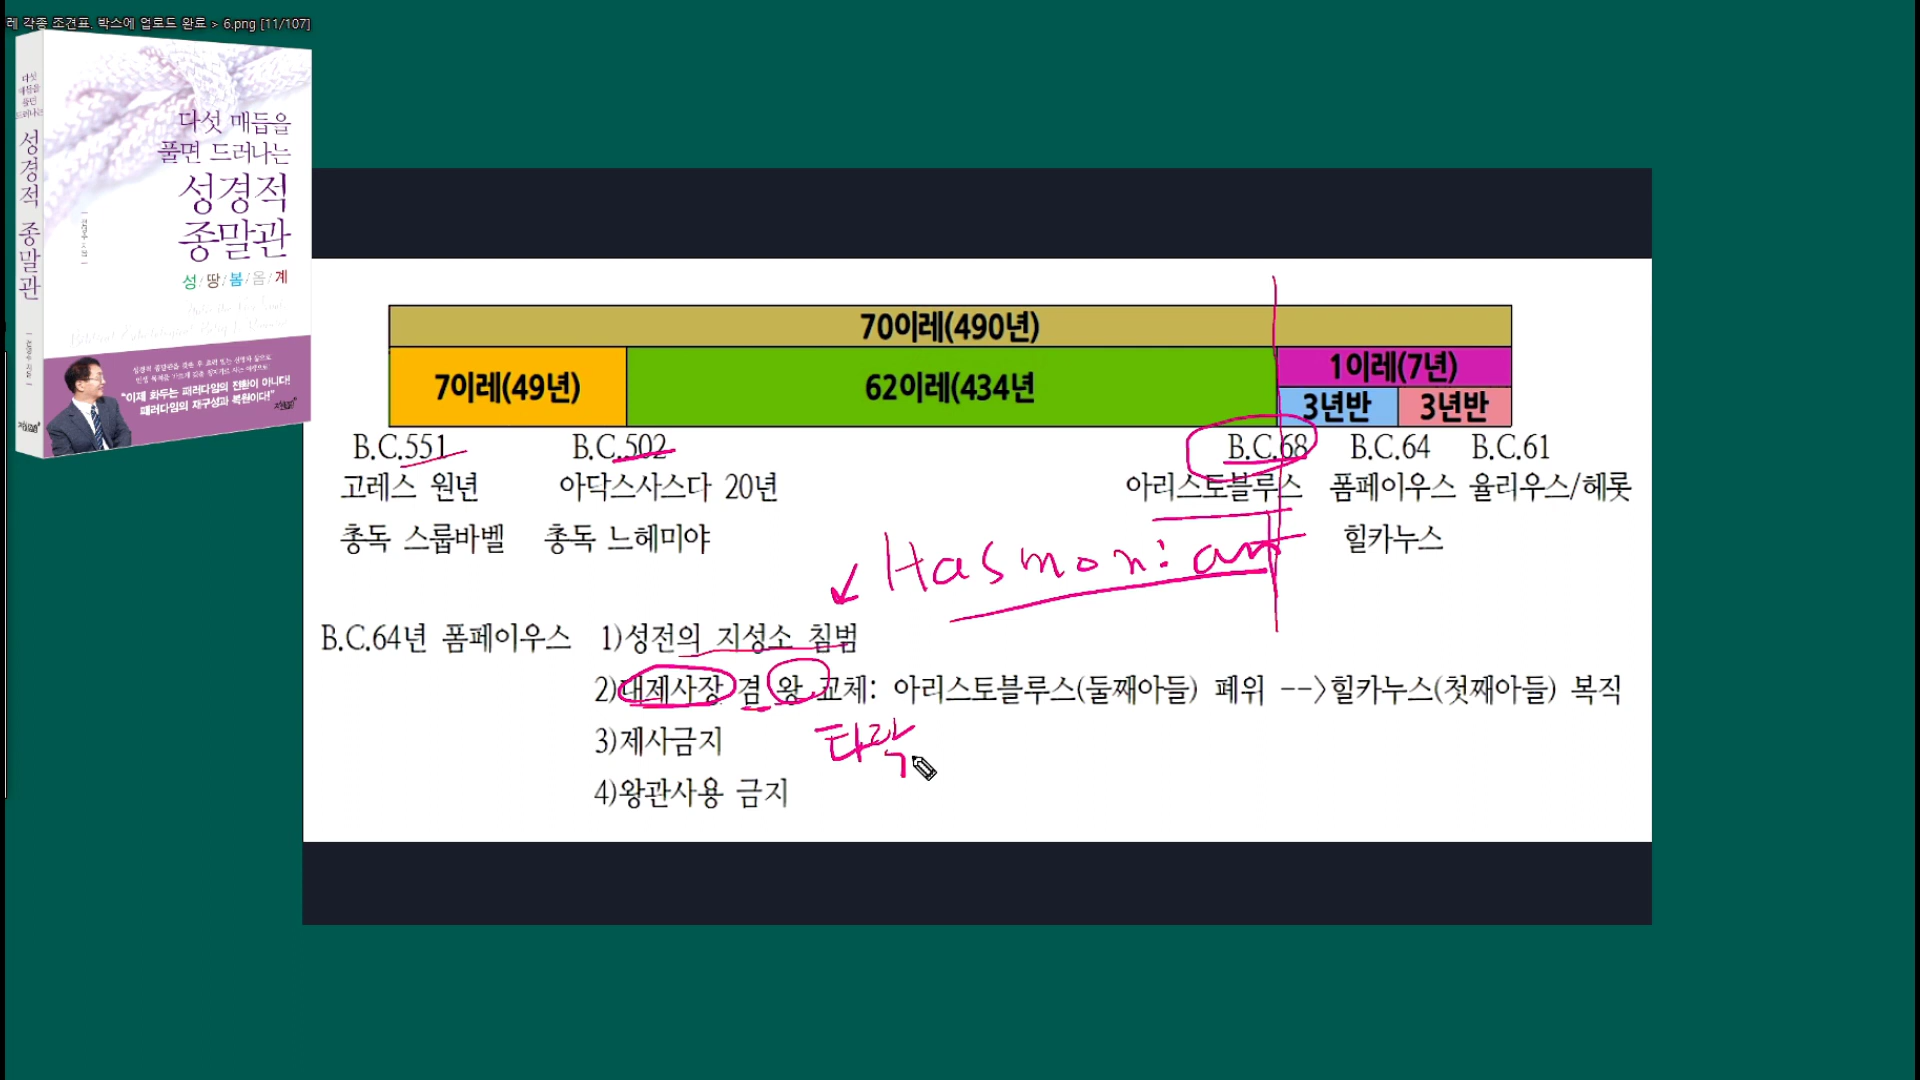 레 각종 조견표. 박스에 업로드 완료 > 6.png [11/107]
다섯 매듭을
풀면 드러나는
성경적
종말관
성/땅/봄/옴/계
성경적 종말관
"이제 화두는 패러다임의 전환이 아니다!
패러다임의 재구성과 복원이다!"
70이레(490년)
7이레(49년)
62이레(434년
1이레(7년)
3년반
3년반
B.C.551
B.C.502
B.C.68
B.C.64
B.C.61
고레스 원년
아닥스사스다 20년
아리스토블루스
폼페이우스
율리우스/헤롯
총독 스룹바벨
총독 느헤미야
힐카누스
Hasmonian
B.C.64년 폼페이우스 1)성전의 지성소 침범
2)대제사장 겸 왕 교체: 아리스토블루스(둘째아들) 폐위 -->힐카누스(첫째아들) 복직
3)제사금지
타락
4)왕관사용 금지